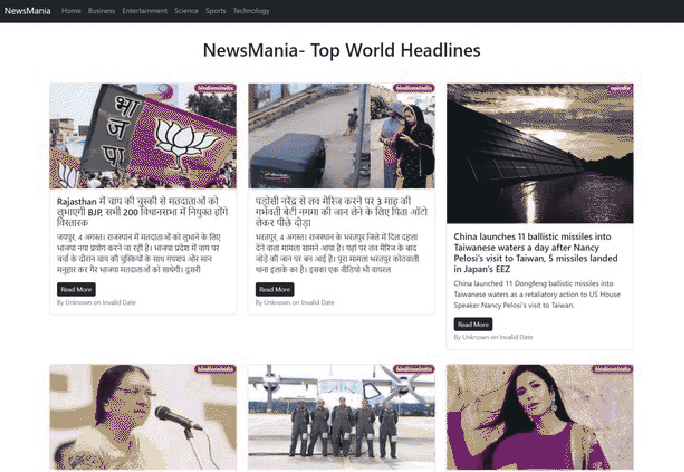 NewsMania Home Business Entertainment Science Sports Technology
NewsMania- Top World Headlines
भाजपा
Rajasthan में चाय की चुस्की से मतदाताओं को
लुभाएगी BJP, सभी 200 विधानसभा में नियुक्त होंगे
विस्तारक
जयपुर, 4 अगस्त। राजस्थान में मतदाताओं को लुभाने के लिए
भाजपा नया प्रयोग करने जा रही है। भाजपा प्रदेश में चाय पर
चर्चा के दौरान चाय की चुस्कियों के साथ गपशप और मान
मनुहार कर गैर भाजपा मतदाताओं को साधेगी। दूसरी
Read More
By Unknown on Invalid Date
पड़ोसी नरेंद्र से लव मैरिज करने पर 3 माह की
गर्भवती बेटी नगमा की जान लेने के लिए पिता ऑटो
लेकर पीछे दौड़ा
भरतपुर, 4 अगस्त। राजस्थान के भरतपुर जिले में दिल दहला
देने वाला मामला सामने आया है। यहां पर लव मैरिज के बाद
जोड़े की जान पर बन आई है। पूरा मामला भरतपुर कोतवाली
थाना इलाके का है। इसका एक वीडियो भी वायरल
Read More
By Unknown on Invalid Date
China launches 11 ballistic missiles into
Taiwanese waters a day after Nancy
Pelosi's visit to Taiwan, 5 missiles landed
in Japan's EEZ
China launched 11 Dongfeng ballistic missiles into
Taiwanese waters as a retaliatory action to US House
Speaker Nancy Pelosi's visit to Taiwan.
Read More
By Unknown on Invalid Date